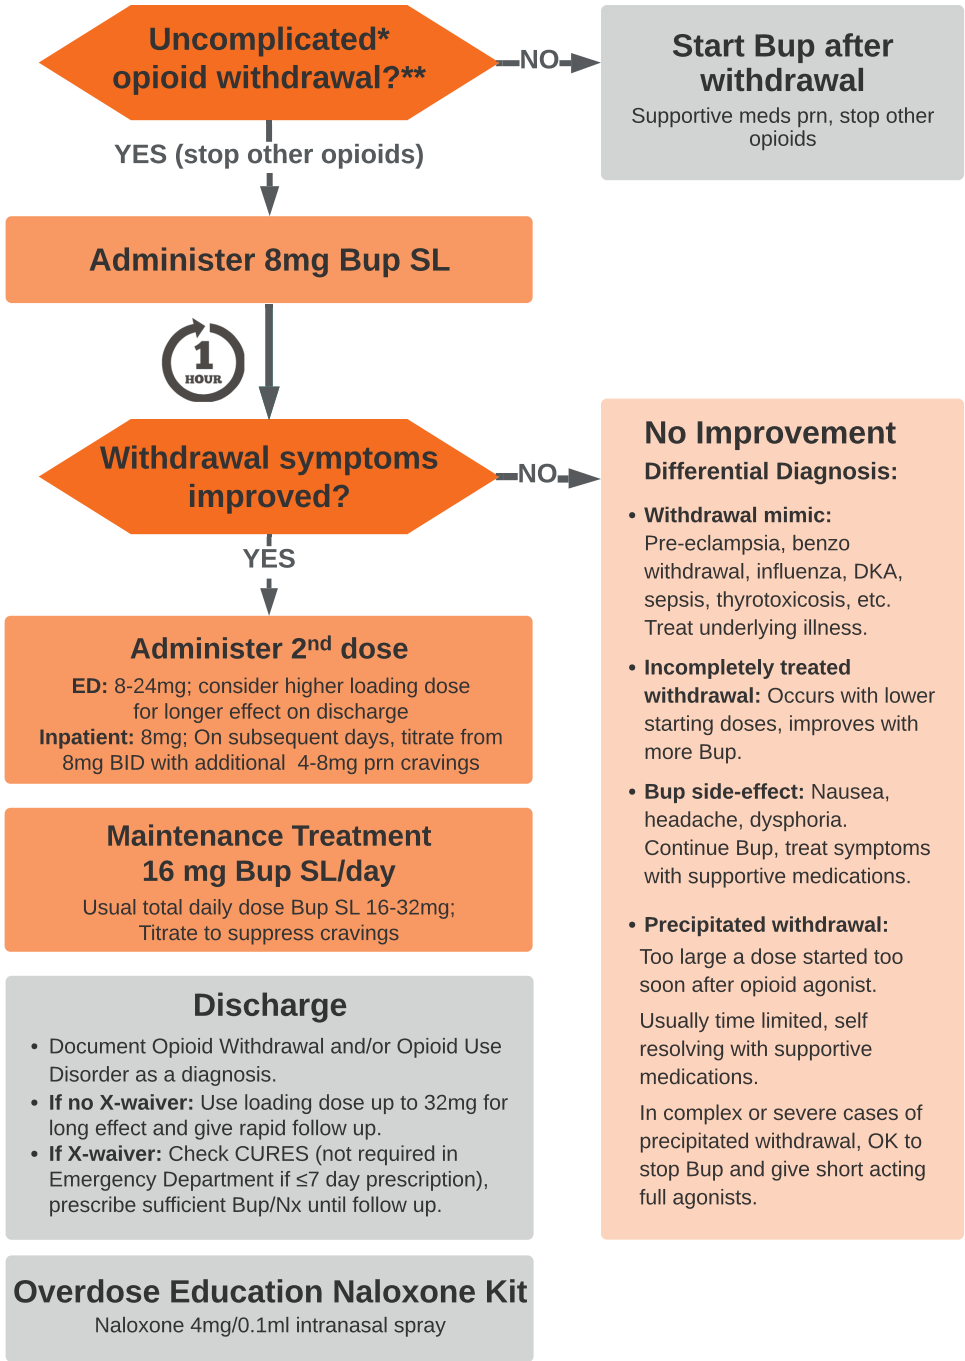 Uncomplicated*
opioid withdrawal?**
NO
Start Bup after
withdrawal
Supportive meds prn, stop other
opioids
YES (stop other opioids)
Administer 8mg Bup SL
1
HOUR
Withdrawal symptoms
improved?
NO
YES
Administer 2nd dose
ED: 8-24mg; consider higher loading dose
for longer effect on discharge
Inpatient: 8mg; On subsequent days, titrate from
8mg BID with additional 4-8mg prn cravings
Maintenance Treatment
16 mg Bup SL/day
Usual total daily dose Bup SL 16-32mg;
Titrate to suppress cravings
Discharge
• Document Opioid Withdrawal and/or Opioid Use
Disorder as a diagnosis.
• If no X-waiver: Use loading dose up to 32mg for
long effect and give rapid follow up.
• If X-waiver: Check CURES (not required in
Emergency Department if ≤7 day prescription),
prescribe sufficient Bup/Nx until follow up.
Overdose Education Naloxone Kit
Naloxone 4mg/0.1ml intranasal spray
No Improvement
Differential Diagnosis:
• Withdrawal mimic:
Pre-eclampsia, benzo
withdrawal, influenza, DKA,
sepsis, thyrotoxicosis, etc.
Treat underlying illness.
• Incompletely treated
withdrawal: Occurs with lower
starting doses, improves with
more Bup.
• Bup side-effect: Nausea,
headache, dysphoria.
Continue Bup, treat symptoms
with supportive medications.
• Precipitated withdrawal:
Too large a dose started too
soon after opioid agonist.
Usually time limited, self
resolving with supportive
medications.
In complex or severe cases of
precipitated withdrawal, OK to
stop Bup and give short acting
full agonists.